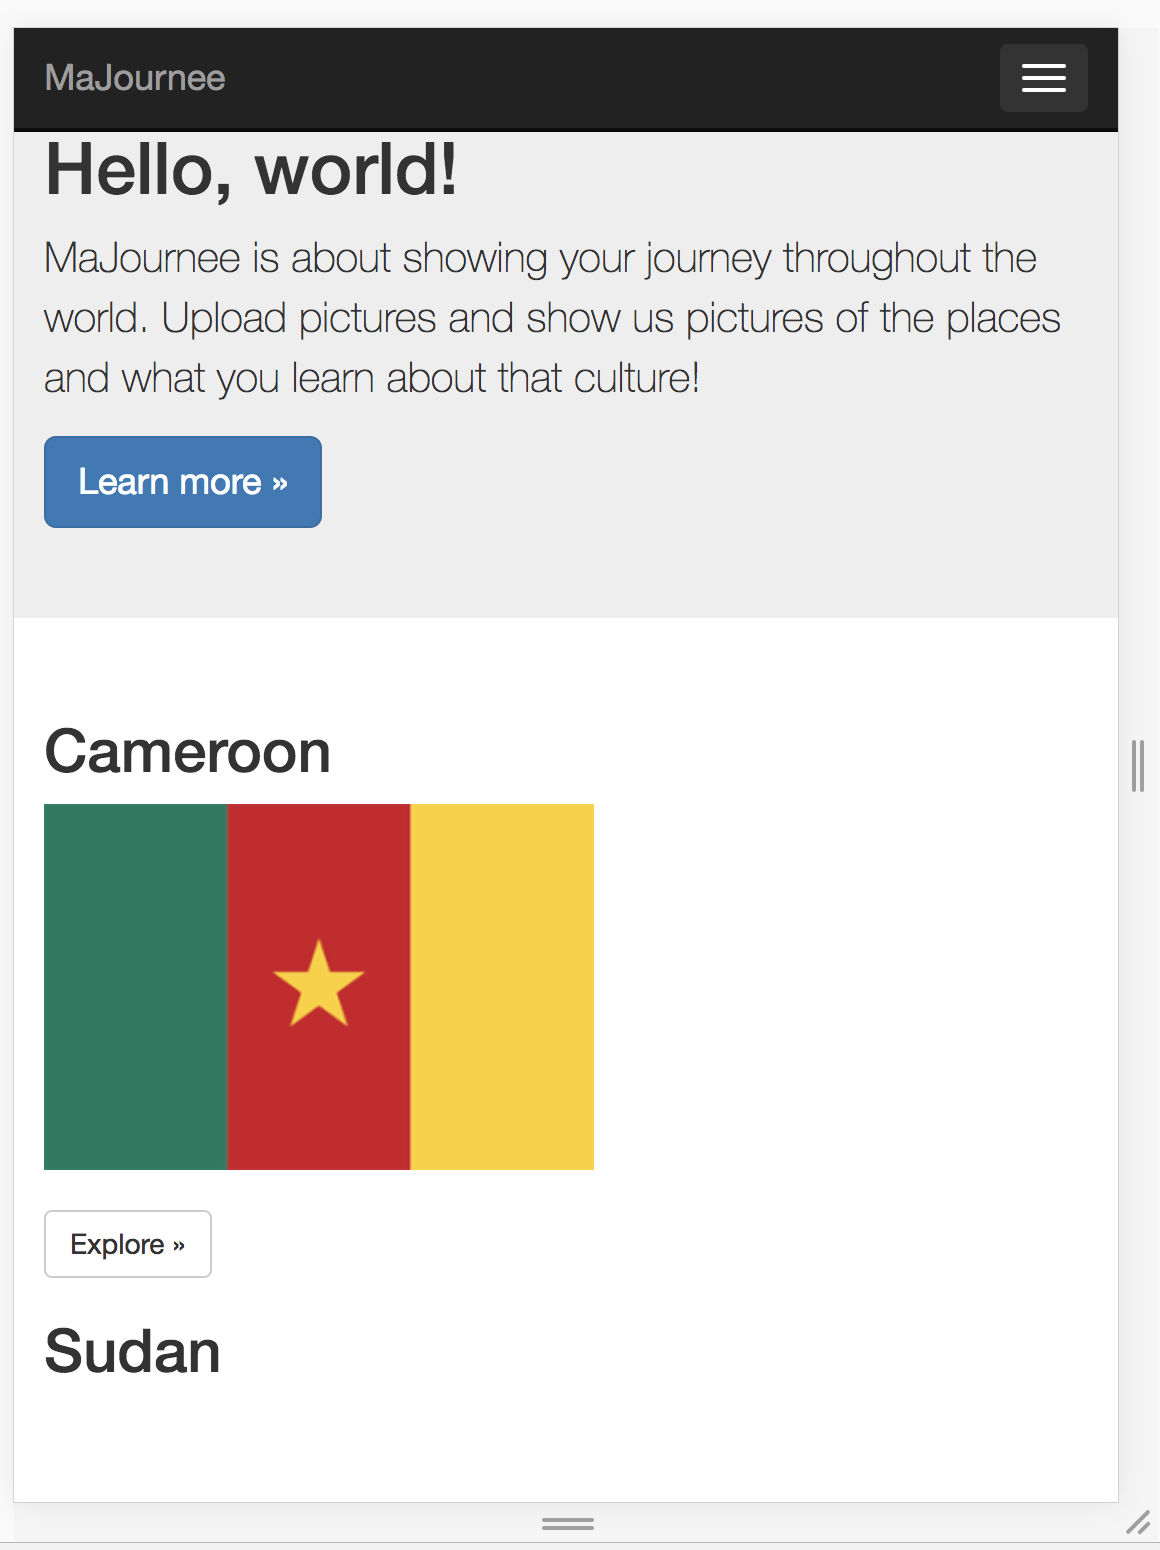 MaJournee
Hello, world!
MaJournee is about showing your journey throughout the
world. Upload pictures and show us pictures of the places
and what you learn about that culture!
Learn more »
Cameroon
Explore »
Sudan